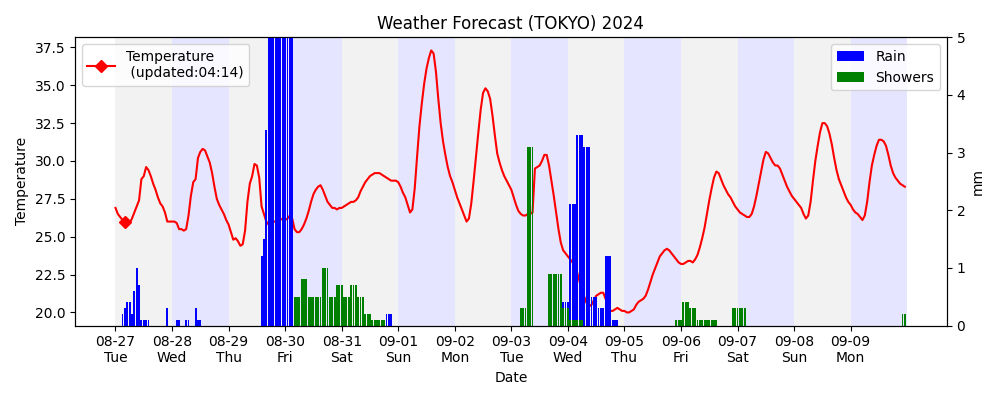 Weather Forecast (TOKYO) 2024
Temperature
(updated:04:14)
Rain
Showers
37.5
35.0
32.5
30.0
27.5
25.0
22.5
20.0
Temperature
5
4
3
2
1
0
mm
08-27 08-28 08-29 08-30 08-31 09-01 09-02 09-03 09-04 09-05 09-06 09-07 09-08 09-09
Tue Wed Thu Fri Sat Sun Mon Tue Wed Thu Fri Sat Sun Mon
Date